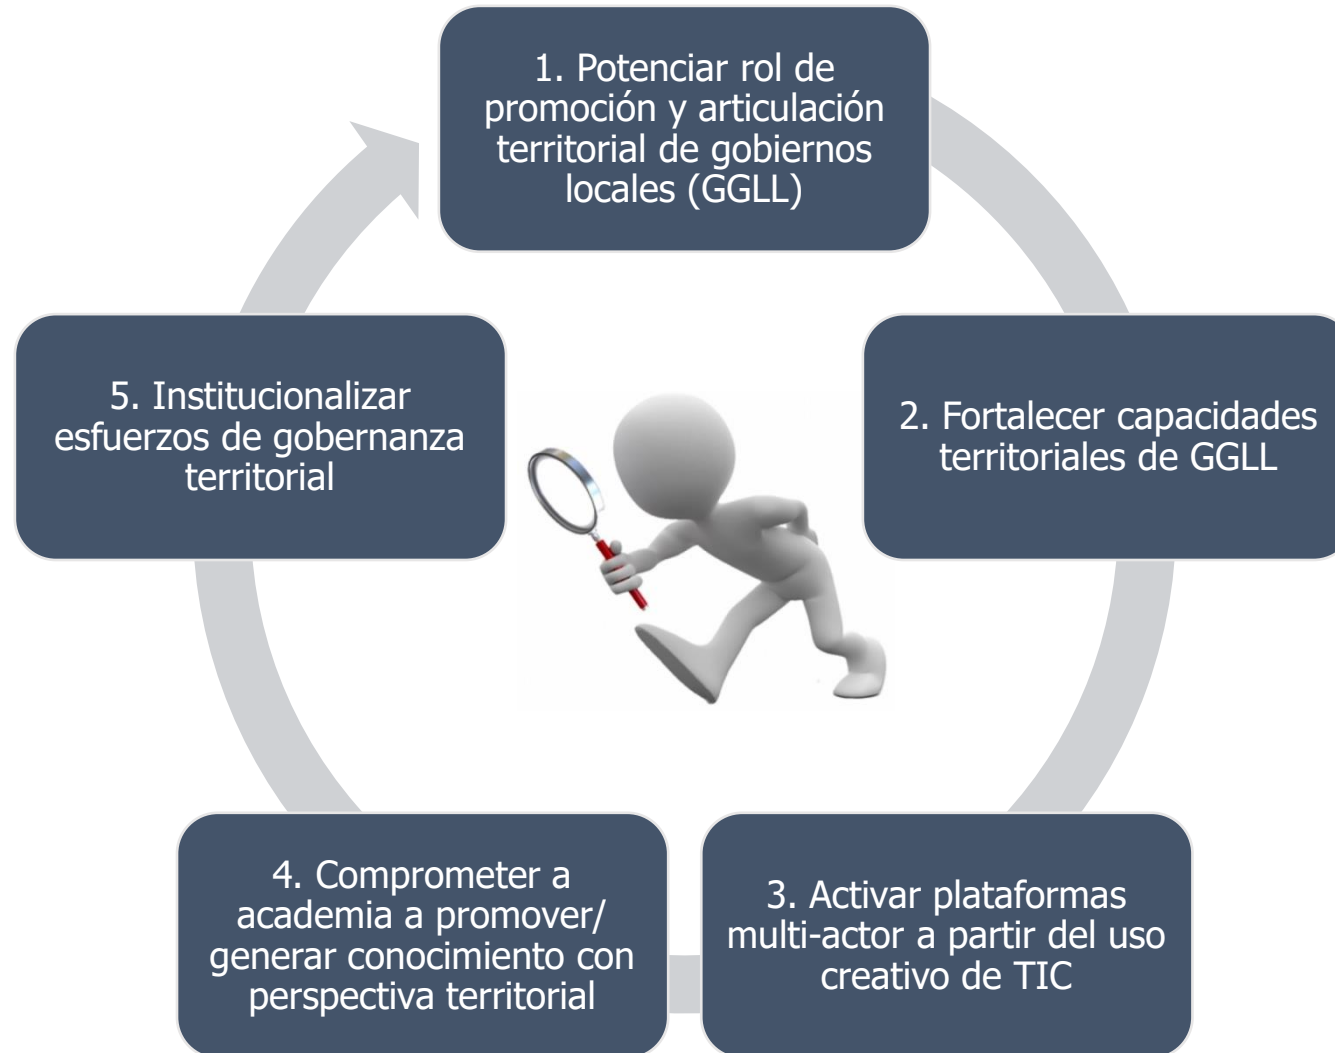 1. Potenciar rol de
promoción y articulación
territorial de gobiernos
locales (GGLL)
2. Fortalecer capacidades
territoriales de GGLL
3. Activar plataformas
multi-actor a partir del uso
creativo de TIC
4. Comprometer a
academia a promover/
generar conocimiento con
perspectiva territorial
5. Institucionalizar
esfuerzos de gobernanza
territorial